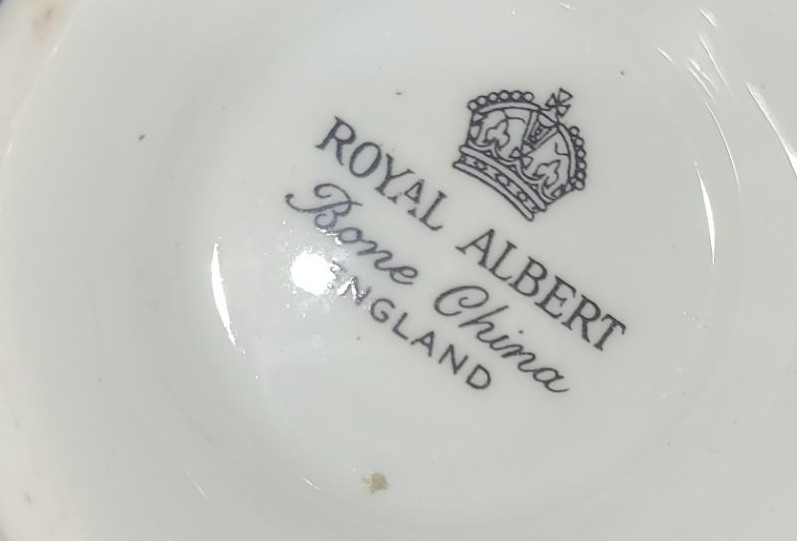 ROYAL ALBERT
Bone China
ENGLAND